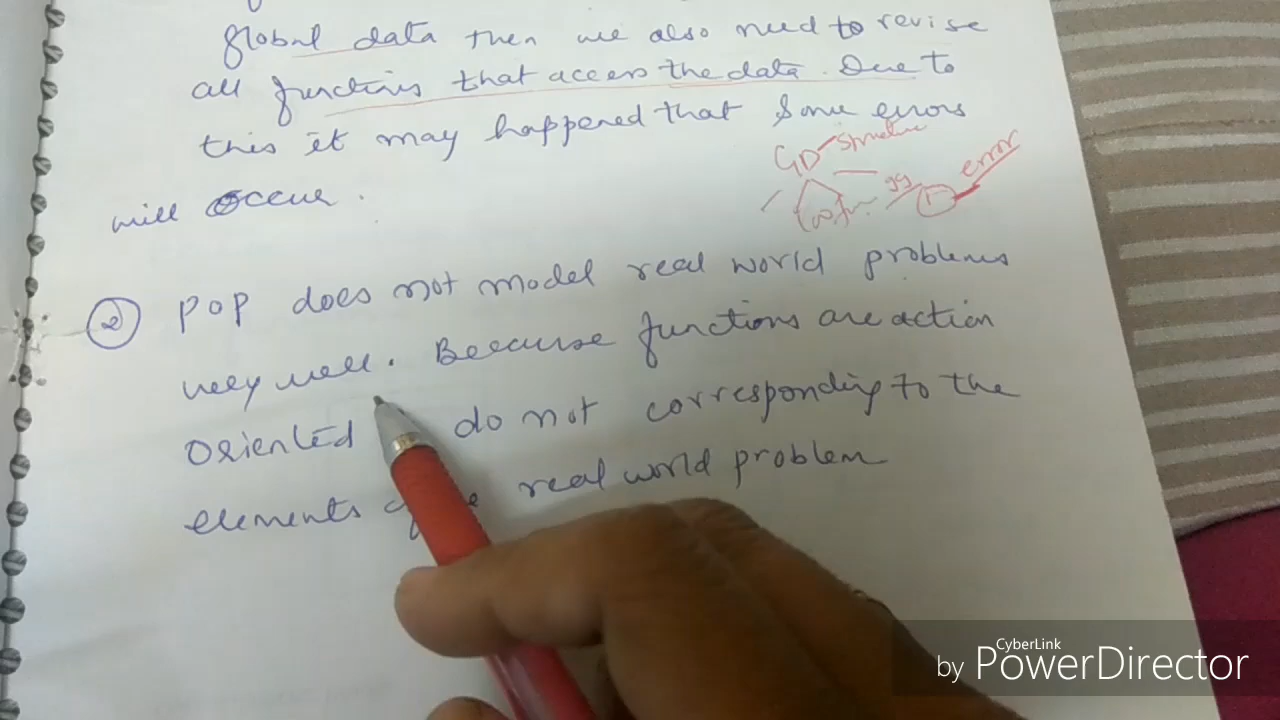 global data then we also need to revise
all functions that access the data. Due to
this it may happened that some errors
will occur.
GD structure
error
② POP does not model real world problems
very well. Because functions are action
oriented do not corresponding to the
elements real world problem
CyberLink
by PowerDirector